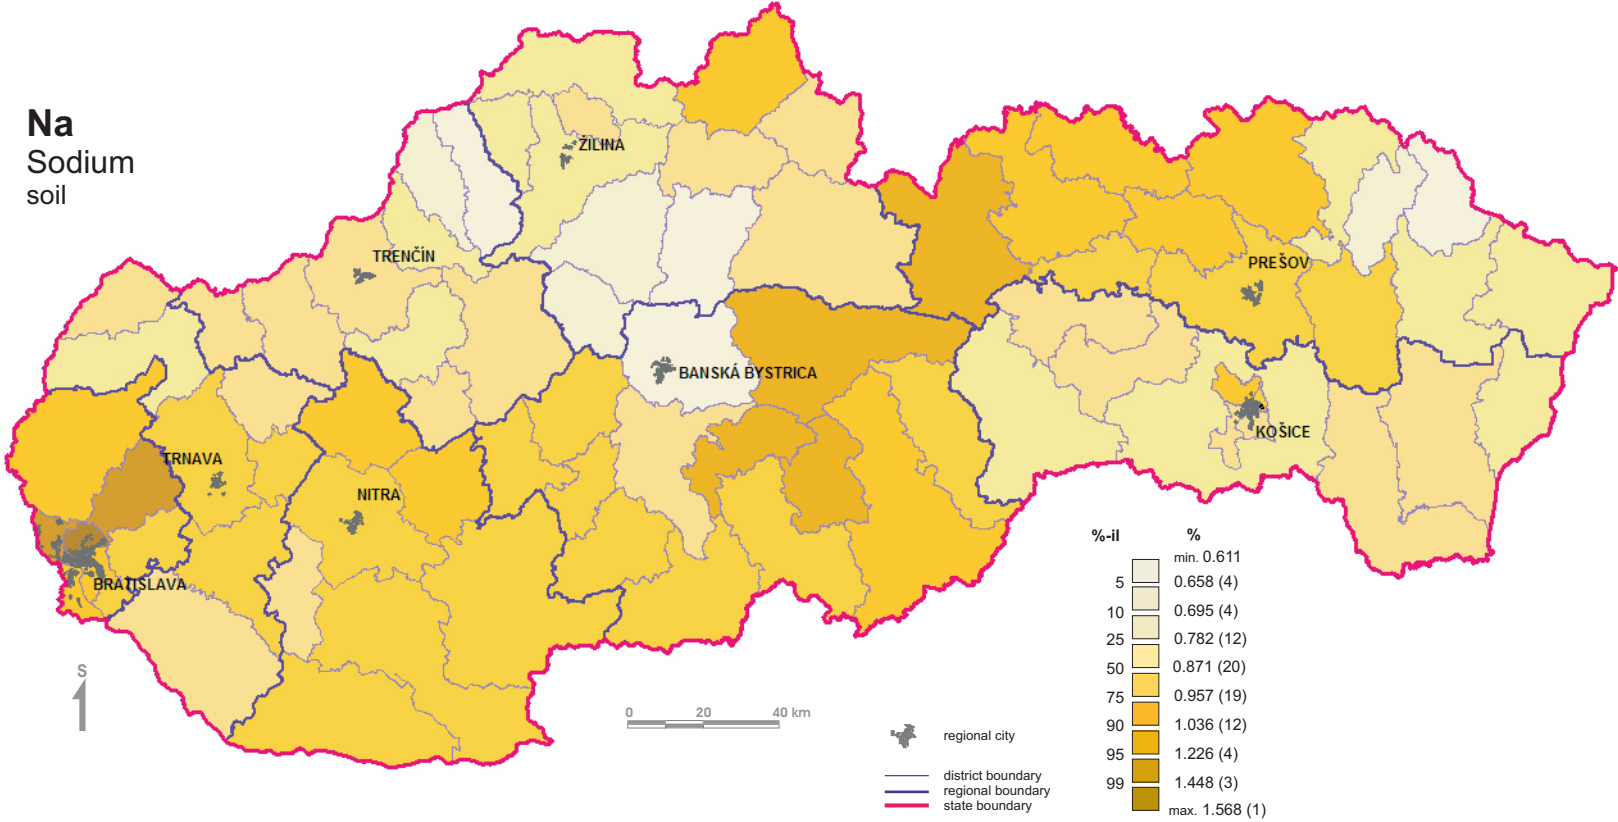 Na
Sodium
soil
ŽILINA
TRENČÍN
PREŠOV
BANSKÁ BYSTRICA
KOŠICE
TRNAVA
NITRA
BRATISLAVA
S
0 20 40 km
regional city
district boundary
regional boundary
state boundary
%-il %
min. 0.611
5 0.658 (4)
10 0.695 (4)
25 0.782 (12)
50 0.871 (20)
75 0.957 (19)
90 1.036 (12)
95 1.226 (4)
99 1.448 (3)
max. 1.568 (1)